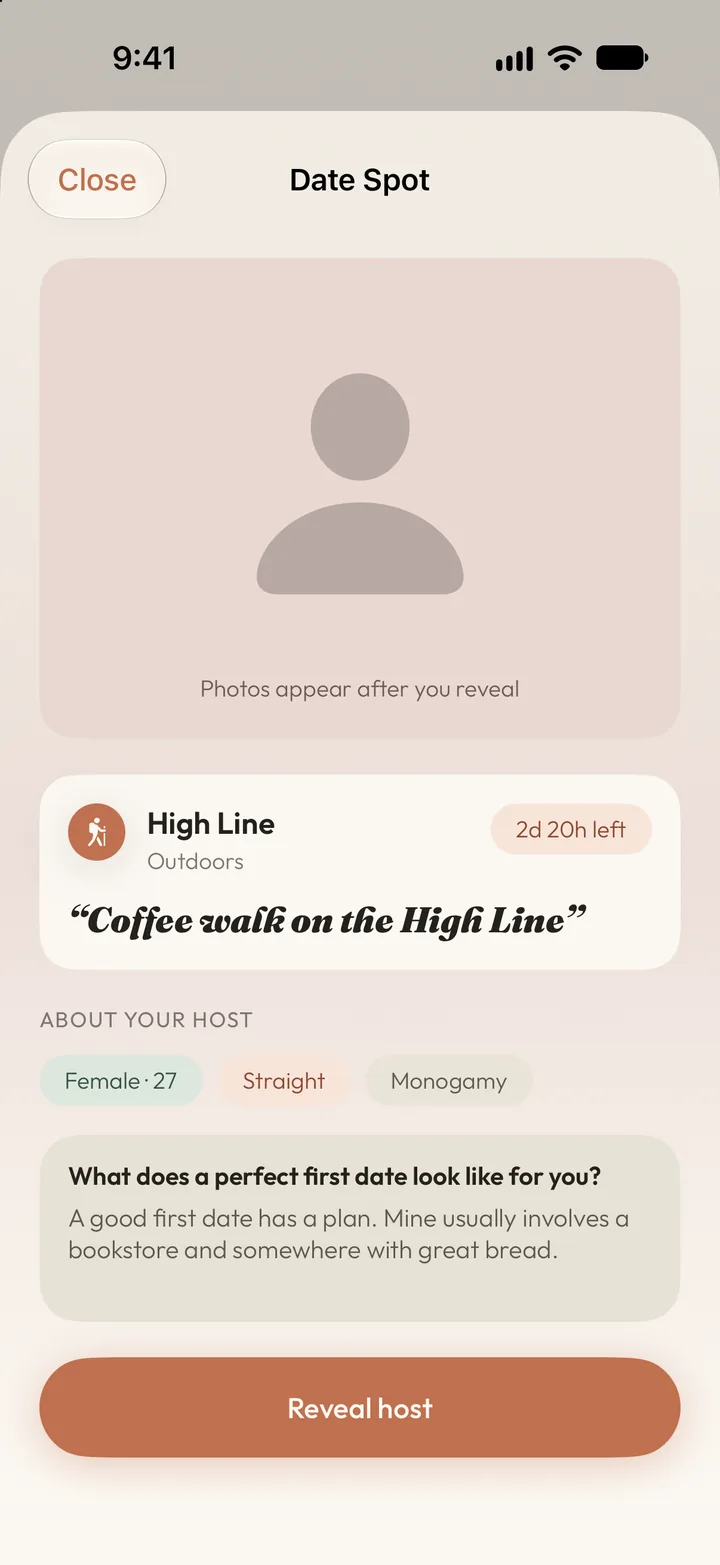 9:41
Close
Date Spot
Photos appear after you reveal
High Line
2d 20h left
Outdoors
“Coffee walk on the High Line”
ABOUT YOUR HOST
Female · 27
Straight
Monogamy
What does a perfect first date look like for you?
A good first date has a plan. Mine usually involves a
bookstore and somewhere with great bread.
Reveal host